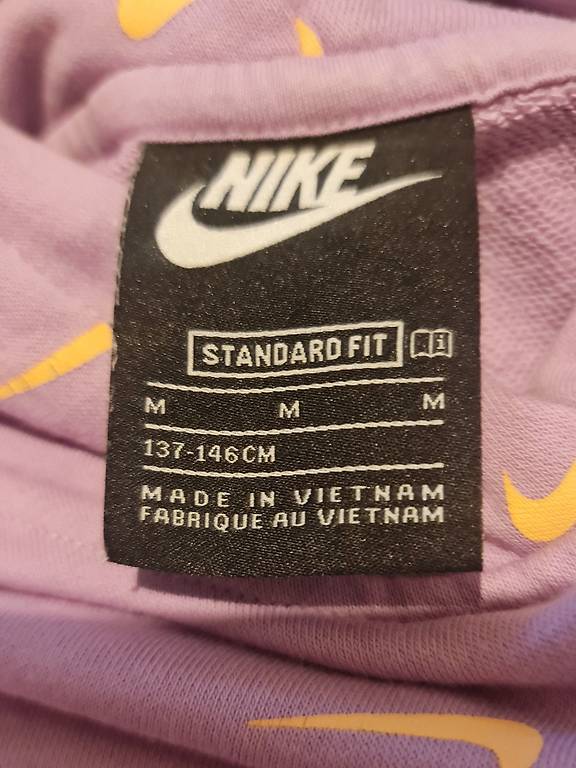 NIKE
STANDARD FIT i
M M M
137-146CM
MADE IN VIETNAM
FABRIQUE AU VIETNAM